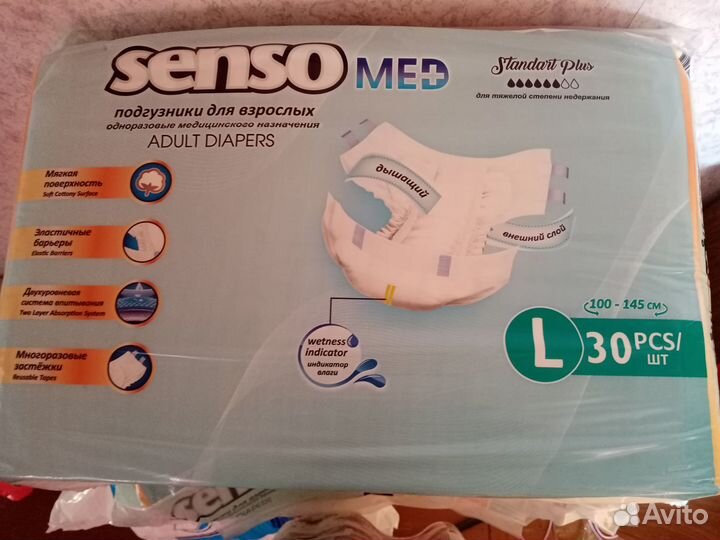 senso MED
подгузники для взрослых
одноразовые медицинского назначения
ADULT DIAPERS
Standart Plus
для тяжелой степени недержания
Мягкая
поверхность
Soft Cottony Surface
Эластичные
барьеры
Elastic Barriers
Двухуровневая
система впитывания
Two Layer Absorption System
Многоразовые
застёжки
Reusable Tapes
дышащий
внешний слой
wetness
indicator
индикатор
влаги
100 - 145 см
L 30 PCS/
ШТ
senso
Avito